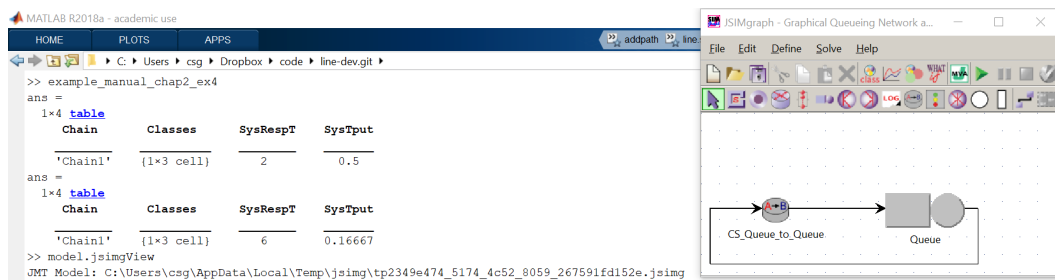 MATLAB R2018a - academic use
HOME PLOTS APPS addpath line
C: Users csg Dropbox code line-dev.git
>> example_manual_chap2_ex4
ans =
1×4 table
Chain Classes SysRespT SysTput
'Chain1' {1×3 cell} 2 0.5
ans =
1×4 table
Chain Classes SysRespT SysTput
'Chain1' {1×3 cell} 6 0.16667
>> model.jsimgView
JMT Model: C:\Users\csg\AppData\Local\Temp\jsimg\tp2349e474_5174_4c52_8059_267591fd152e.jsimg
JSIMgraph - Graphical Queueing Network a...
File Edit Define Solve Help
class WHAT MVA
LOG
A B
CS_Queue_to_Queue
Queue